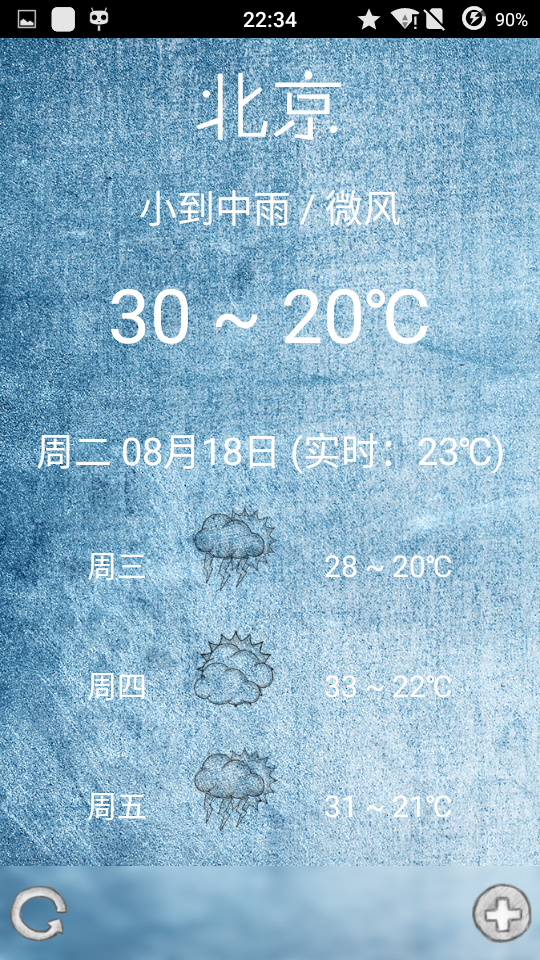 22:34 90%
北京
小到中雨 / 微风
30 ~ 20℃
周二 08月18日 (实时：23℃)
周三 28 ~ 20℃
周四 33 ~ 22℃
周五 31 ~ 21℃